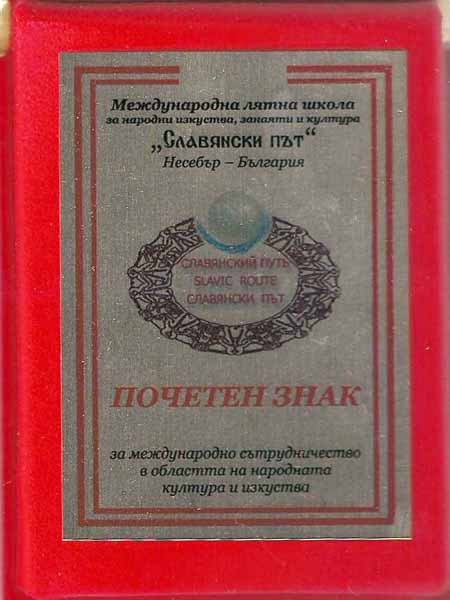 Международна лятна школа
за народни изкуства, занаяти и култура
„Славянски път“
Несебър – България
СЛАВЯНСКИЙ ПУТЬ
SLAVIC ROUTE
СЛАВЯНСКИ ПЪТ
ПОЧЕТЕН ЗНАК
за международно сътрудничество
в областта на народната
култура и изкуства